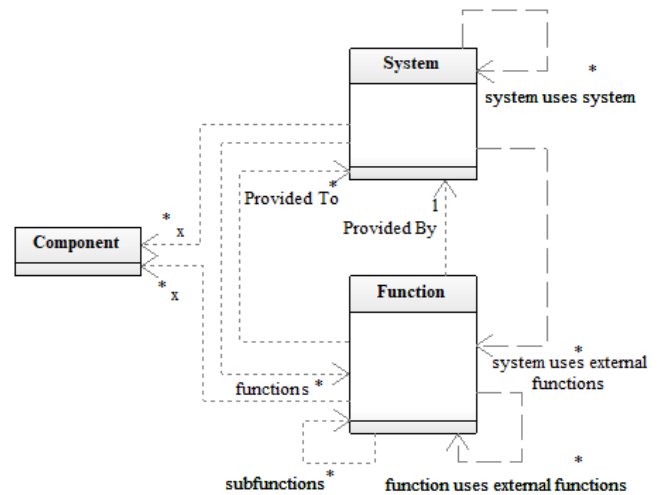 System
*
system uses system
Provided To
*
1
Provided By
*
x
Component
*
x
Function
*
system uses external
functions
functions *
subfunctions *
*
function uses external functions